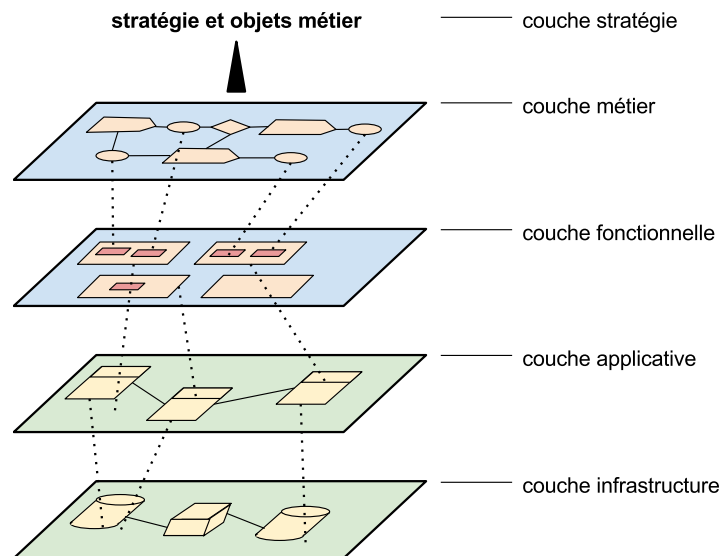 stratégie et objets métier
couche stratégie
couche métier
couche fonctionnelle
couche applicative
couche infrastructure